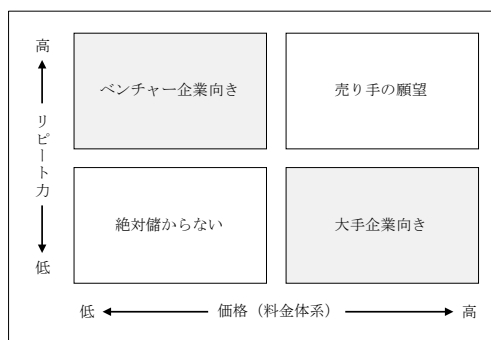 高
ベンチャー企業向き
売り手の願望
リピート力
絶対儲からない
大手企業向き
低
低
価格（料金体系）
高